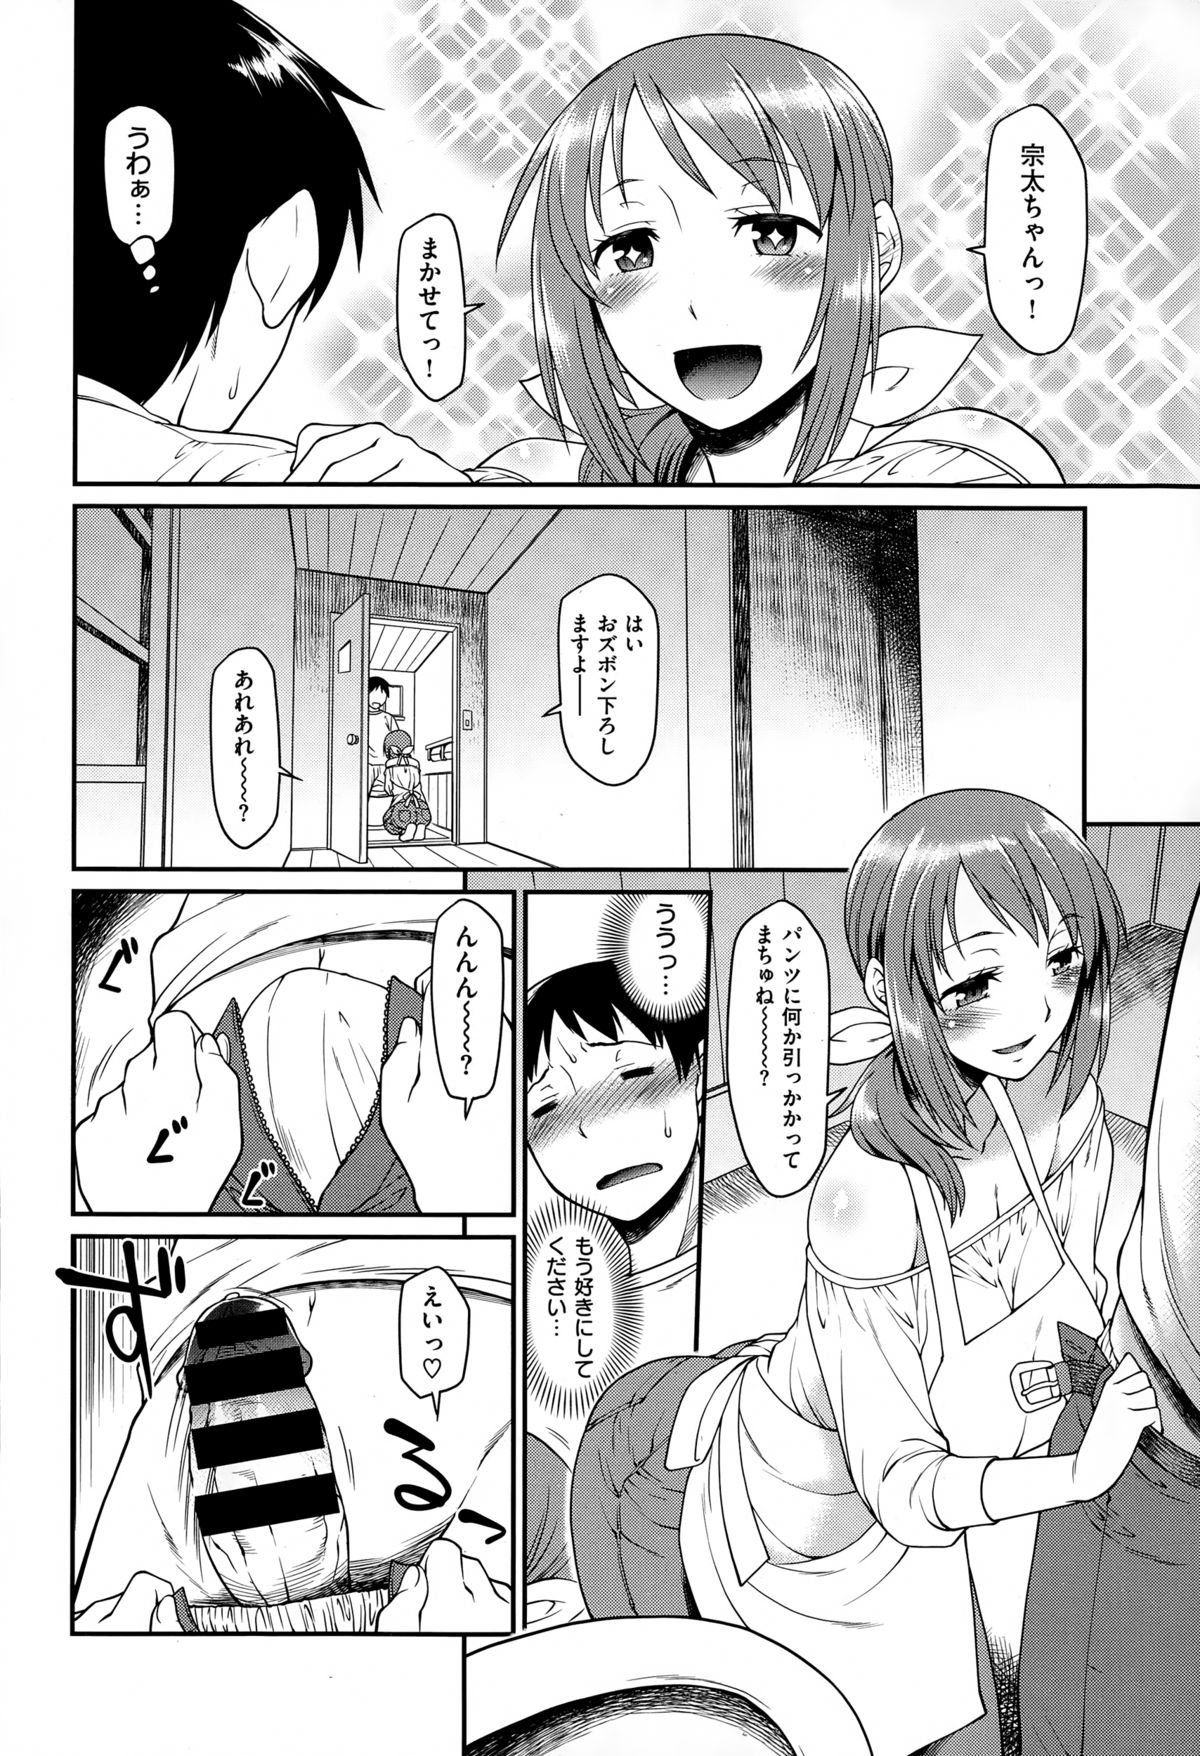 宗太ちゃんっ！
まかせてっ！
うわぁ…
はい
おズボン下ろし
ますよ――
あれあれ～～～？
パンツに何か引っかかって
まちゅね～～～～？
ううっ…
もう好きにして
ください…
んんん～～～？
ぐ
ぐ
ぐ
えいっ♡
ずる
るっ